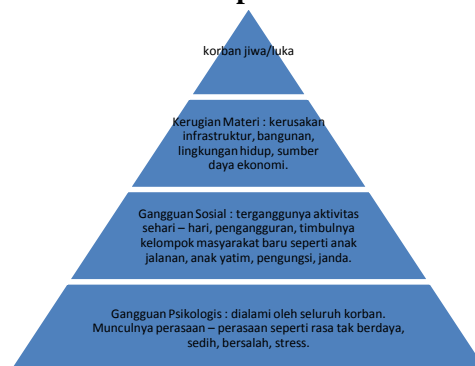 korban jiwa/luka
Kerugian Materi : kerusakan
infrastruktur, bangunan,
lingkungan hidup, sumber
daya ekonomi.
Gangguan Sosial : terganggunya aktivitas
sehari – hari, pengangguran, timbulnya
kelompok masyarakat baru seperti anak
jalanan, anak yatim, pengungsi, janda.
Gangguan Psikologis : dialami oleh seluruh korban.
Munculnya perasaan – perasaan seperti rasa tak berdaya,
sedih, bersalah, stress.